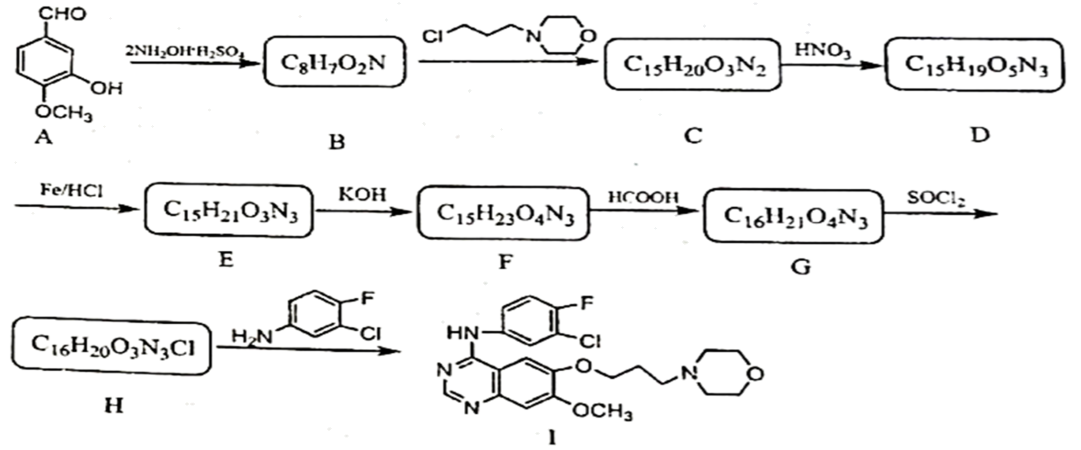 CHO
OH
OCH₃
A
2NH₂OH·H₂SO₄
C₈H₇O₂N
B
Cl N O
C₁₅H₂₀O₃N₂
C
HNO₃
C₁₅H₁₉O₅N₃
D
Fe/HCl
C₁₅H₂₁O₃N₃
E
KOH
C₁₅H₂₃O₄N₃
F
HCOOH
C₁₆H₂₁O₄N₃
G
SOCl₂
C₁₆H₂₀O₃N₃Cl
H
F
H₂N Cl
F
HN Cl
N O N O
N OCH₃
I